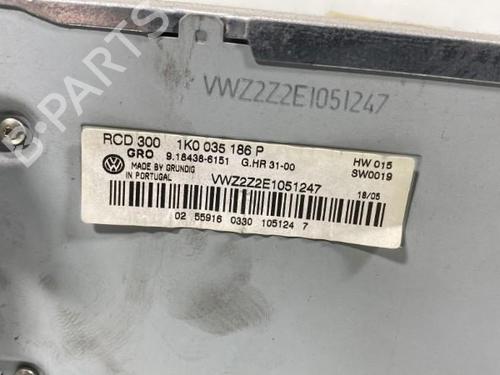 B-PARTS
VWZ2Z2E1051247
RCD 300 1K0 035 186 P
GRO 9.18438-6151 G.HR 31-00 HW 015
MADE BY GRUNDIG SW0019
IN PORTUGAL VWZ2Z2E1051247 18/05
02 55916 0330 105124 7